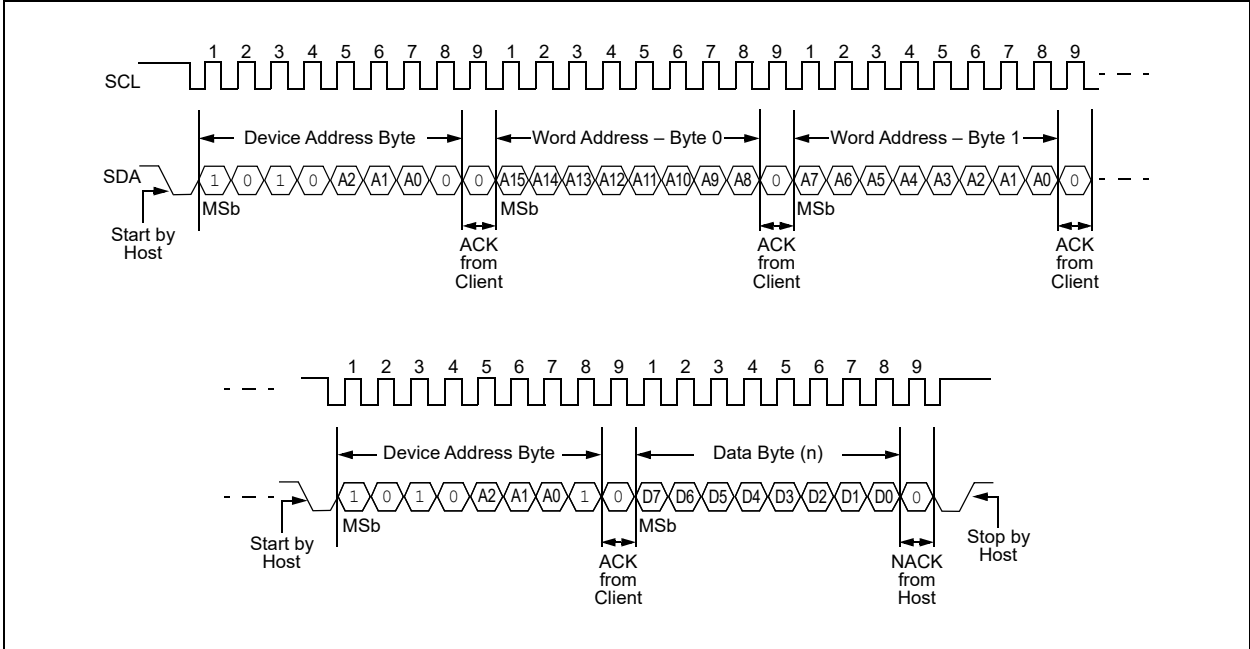 1 2 3 4 5 6 7 8 9 1 2 3 4 5 6 7 8 9 1 2 3 4 5 6 7 8 9
SCL
Device Address Byte Word Address – Byte 0 Word Address – Byte 1
SDA 1 0 1 0 A2 A1 A0 0 0 A15 A14 A13 A12 A11 A10 A9 A8 0 A7 A6 A5 A4 A3 A2 A1 A0 0
MSb MSb MSb
Start by
Host
ACK
from
Client
ACK
from
Client
ACK
from
Client
1 2 3 4 5 6 7 8 9 1 2 3 4 5 6 7 8 9
Device Address Byte Data Byte (n)
1 0 1 0 A2 A1 A0 1 0 D7 D6 D5 D4 D3 D2 D1 D0 0
MSb MSb
Start by
Host
ACK
from
Client
NACK
from
Host
Stop by
Host